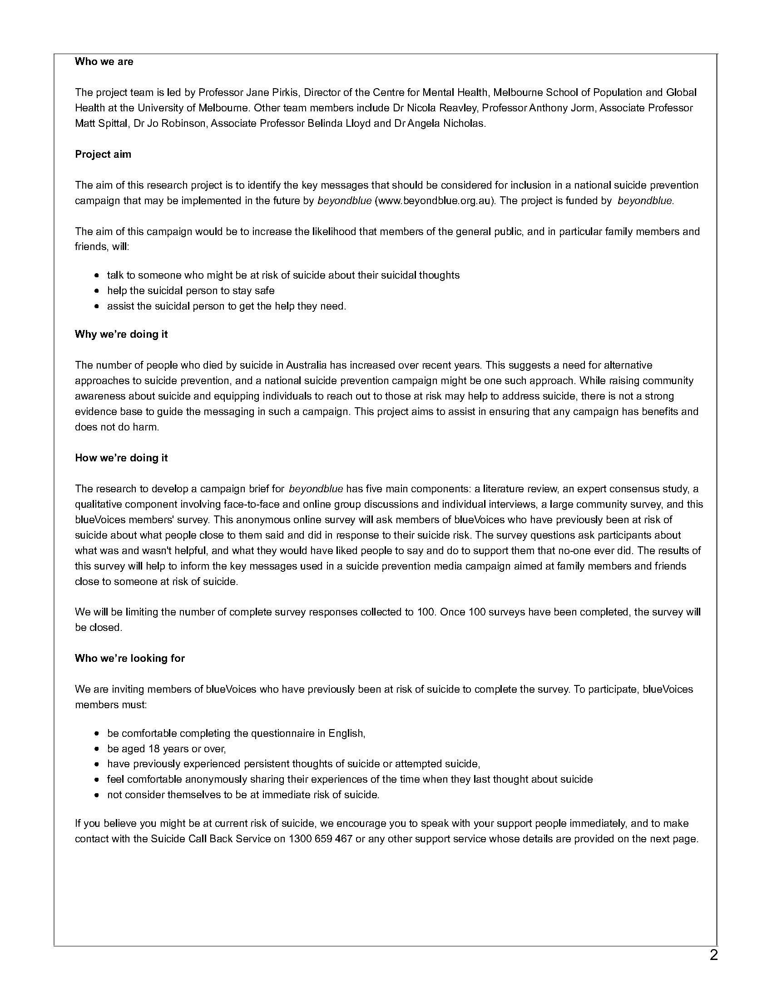 Who we are
The project team is led by Professor Jane Pirkis, Director of the Centre for Mental Health, Melbourne School of Population and Global
Health at the University of Melbourne. Other team members include Dr Nicola Reavley, Professor Anthony Jorm, Associate Professor
Matt Spittal, Dr Jo Robinson, Associate Professor Belinda Lloyd and Dr Angela Nicholas.
Project aim
The aim of this research project is to identify the key messages that should be considered for inclusion in a national suicide prevention
campaign that may be implemented in the future by beyondblue (www.beyondblue.org.au). The project is funded by beyondblue.
The aim of this campaign would be to increase the likelihood that members of the general public, and in particular family members and
friends, will:
• talk to someone who might be at risk of suicide about their suicidal thoughts
• help the suicidal person to stay safe
• assist the suicidal person to get the help they need.
Why we’re doing it
The number of people who died by suicide in Australia has increased over recent years. This suggests a need for alternative
approaches to suicide prevention, and a national suicide prevention campaign might be one such approach. While raising community
awareness about suicide and equipping individuals to reach out to those at risk may help to address suicide, there is not a strong
evidence base to guide the messaging in such a campaign. This project aims to assist in ensuring that any campaign has benefits and
does not do harm.
How we’re doing it
The research to develop a campaign brief for beyondblue has five main components: a literature review, an expert consensus study, a
qualitative component involving face-to-face and online group discussions and individual interviews, a large community survey, and this
blueVoices members' survey. This anonymous online survey will ask members of blueVoices who have previously been at risk of
suicide about what people close to them said and did in response to their suicide risk. The survey questions ask participants about
what was and wasn't helpful, and what they would have liked people to say and do to support them that no-one ever did. The results of
this survey will help to inform the key messages used in a suicide prevention media campaign aimed at family members and friends
close to someone at risk of suicide.
We will be limiting the number of complete survey responses collected to 100. Once 100 surveys have been completed, the survey will
be closed.
Who we’re looking for
We are inviting members of blueVoices who have previously been at risk of suicide to complete the survey. To participate, blueVoices
members must:
• be comfortable completing the questionnaire in English,
• be aged 18 years or over,
• have previously experienced persistent thoughts of suicide or attempted suicide,
• feel comfortable anonymously sharing their experiences of the time when they last thought about suicide
• not consider themselves to be at immediate risk of suicide.
If you believe you might be at current risk of suicide, we encourage you to speak with your support people immediately, and to make
contact with the Suicide Call Back Service on 1300 659 467 or any other support service whose details are provided on the next page.
2